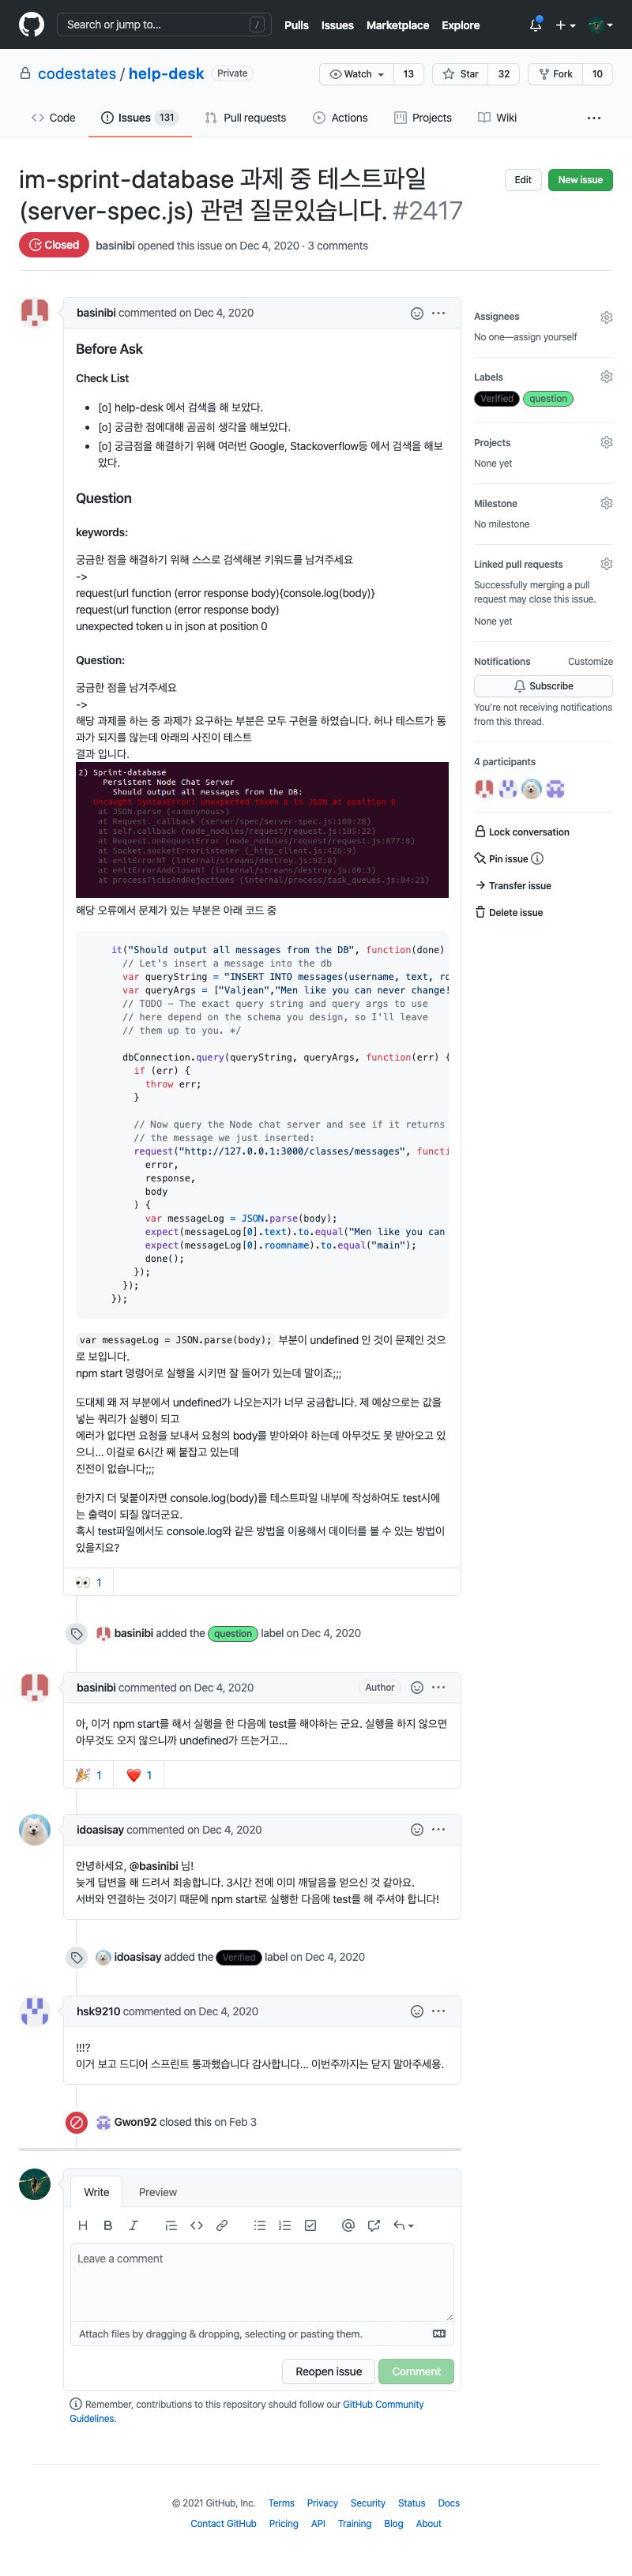 Search or jump to...
/
Pulls Issues Marketplace Explore
codestates / help-desk Private
Watch 13 Star 32 Fork 10
Code Issues 131 Pull requests Actions Projects Wiki
im-sprint-database 과제 중 테스트파일
(server-spec.js) 관련 질문있습니다. #2417
Edit New issue
Closed basinibi opened this issue on Dec 4, 2020 · 3 comments
basinibi commented on Dec 4, 2020
Before Ask
Check List
• [o] help-desk 에서 검색을 해 보았다.
• [o] 궁금한 점에대해 곰곰히 생각을 해보았다.
• [o] 궁금점을 해결하기 위해 여러번 Google, Stackoverflow등 에서 검색을 해보
았다.
Question
keywords:
궁금한 점을 해결하기 위해 스스로 검색해본 키워드를 남겨주세요
->
request(url function (error response body){console.log(body)}
request(url function (error response body)
unexpected token u in json at position 0
Question:
궁금한 점을 남겨주세요
->
해당 과제를 하는 중 과제가 요구하는 부분은 모두 구현을 하였습니다. 허나 테스트가 통
과가 되지를 않는데 아래의 사진이 테스트
결과 입니다.
2) Sprint-database
Persistent Node Chat Server
Should output all messages from the DB:
Uncaught SyntaxError: Unexpected token u in JSON at position 0
at JSON.parse (<anonymous>)
at Request._callback (server/spec/server-spec.js:100:28)
at self.callback (node_modules/request/request.js:185:22)
at Request.onRequestError (node_modules/request/request.js:877:8)
at Socket.socketErrorListener (_http_client.js:426:9)
at emitErrorNT (internal/streams/destroy.js:92:8)
at emitErrorAndCloseNT (internal/streams/destroy.js:60:3)
at processTicksAndRejections (internal/process/task_queues.js:84:21)
해당 오류에서 문제가 있는 부분은 아래 코드 중
it("Should output all messages from the DB", function(done)
// Let's insert a message into the db
var queryString = "INSERT INTO messages(username, text, ro
var queryArgs = ["Valjean","Men like you can never change!
// TODO - The exact query string and query args to use
// here depend on the schema you design, so I'll leave
// them up to you. */
dbConnection.query(queryString, queryArgs, function(err) {
if (err) {
throw err;
}
// Now query the Node chat server and see if it returns
// the message we just inserted:
request("http://127.0.0.1:3000/classes/messages", functi
error,
response,
body
) {
var messageLog = JSON.parse(body);
expect(messageLog[0].text).to.equal("Men like you can
expect(messageLog[0].roomname).to.equal("main");
done();
});
});
});
var messageLog = JSON.parse(body); 부분이 undefined 인 것이 문제인 것으
로 보입니다.
npm start 명령어로 실행을 시키면 잘 들어가 있는데 말이죠;;;
도대체 왜 저 부분에서 undefined가 나오는지가 너무 궁금합니다. 제 예상으로는 값을
넣는 쿼리가 실행이 되고
에러가 없다면 요청을 보내서 요청의 body를 받아와야 하는데 아무것도 못 받아오고 있
으니... 이걸로 6시간 째 붙잡고 있는데
진전이 없습니다;;;
한가지 더 덫붙이자면 console.log(body)를 테스트파일 내부에 작성하여도 test시에
는 출력이 되질 않더군요.
혹시 test파일에서도 console.log와 같은 방법을 이용해서 데이터를 볼 수 있는 방법이
있을지요?
👀 1
basinibi added the question label on Dec 4, 2020
basinibi commented on Dec 4, 2020 Author
아, 이거 npm start를 해서 실행을 한 다음에 test를 해야하는 군요. 실행을 하지 않으면
아무것도 오지 않으니까 undefined가 뜨는거고...
🎉 1 ❤️ 1
idoasisay commented on Dec 4, 2020
안녕하세요, @basinibi 님!
늦게 답변을 해 드려서 죄송합니다. 3시간 전에 이미 깨달음을 얻으신 것 같아요.
서버와 연결하는 것이기 때문에 npm start로 실행한 다음에 test를 해 주셔야 합니다!
idoasisay added the Verified label on Dec 4, 2020
hsk9210 commented on Dec 4, 2020
!!!?
이거 보고 드디어 스프린트 통과했습니다 감사합니다... 이번주까지는 닫지 말아주세용.
Gwon92 closed this on Feb 3
Write Preview
Leave a comment
Attach files by dragging & dropping, selecting or pasting them.
Reopen issue Comment
Remember, contributions to this repository should follow our GitHub Community
Guidelines.
Assignees
No one—assign yourself
Labels
Verified question
Projects
None yet
Milestone
No milestone
Linked pull requests
Successfully merging a pull
request may close this issue.
None yet
Notifications Customize
Subscribe
You're not receiving notifications
from this thread.
4 participants
Lock conversation
Pin issue
Transfer issue
Delete issue
© 2021 GitHub, Inc. Terms Privacy Security Status Docs
Contact GitHub Pricing API Training Blog About